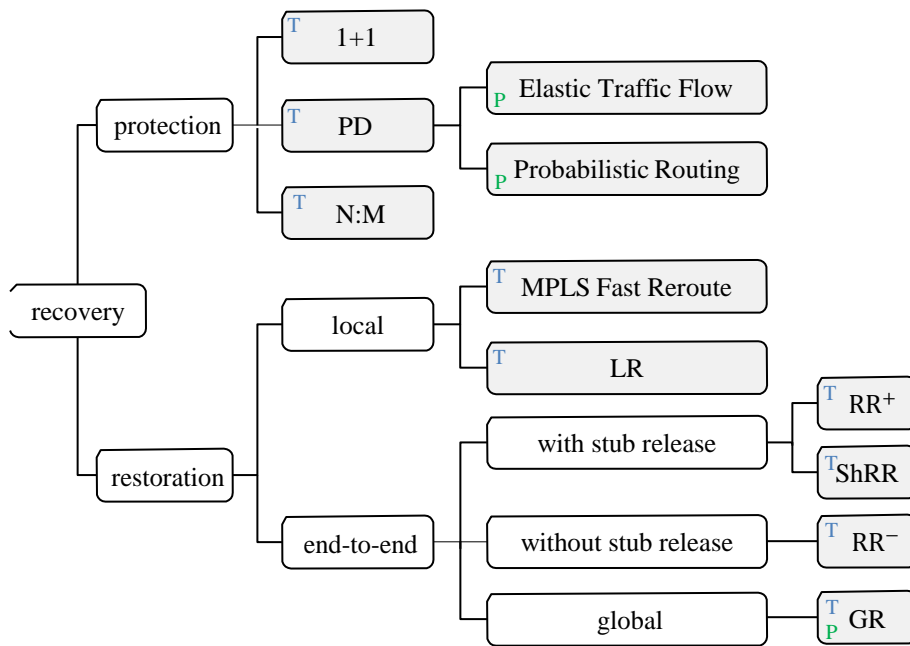 T
1+1
P
Elastic Traffic Flow
protection
T
PD
P
Probabilistic Routing
T
N:M
recovery
T
MPLS Fast Reroute
local
T
LR
T
RR⁺
with stub release
restoration
T
ShRR
end-to-end
without stub release
T
RR⁻
global
T
P
GR